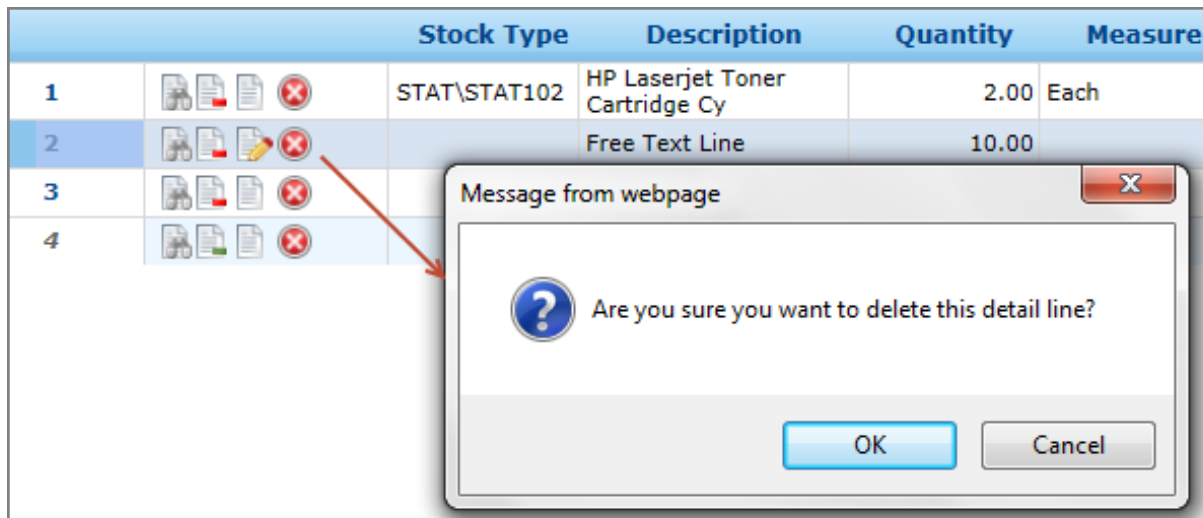 Stock Type Description Quantity Measure
1 STAT\STAT102 HP Laserjet Toner 2.00 Each
Cartridge Cy
2 Free Text Line 10.00
3
4
Message from webpage
Are you sure you want to delete this detail line?
OK Cancel